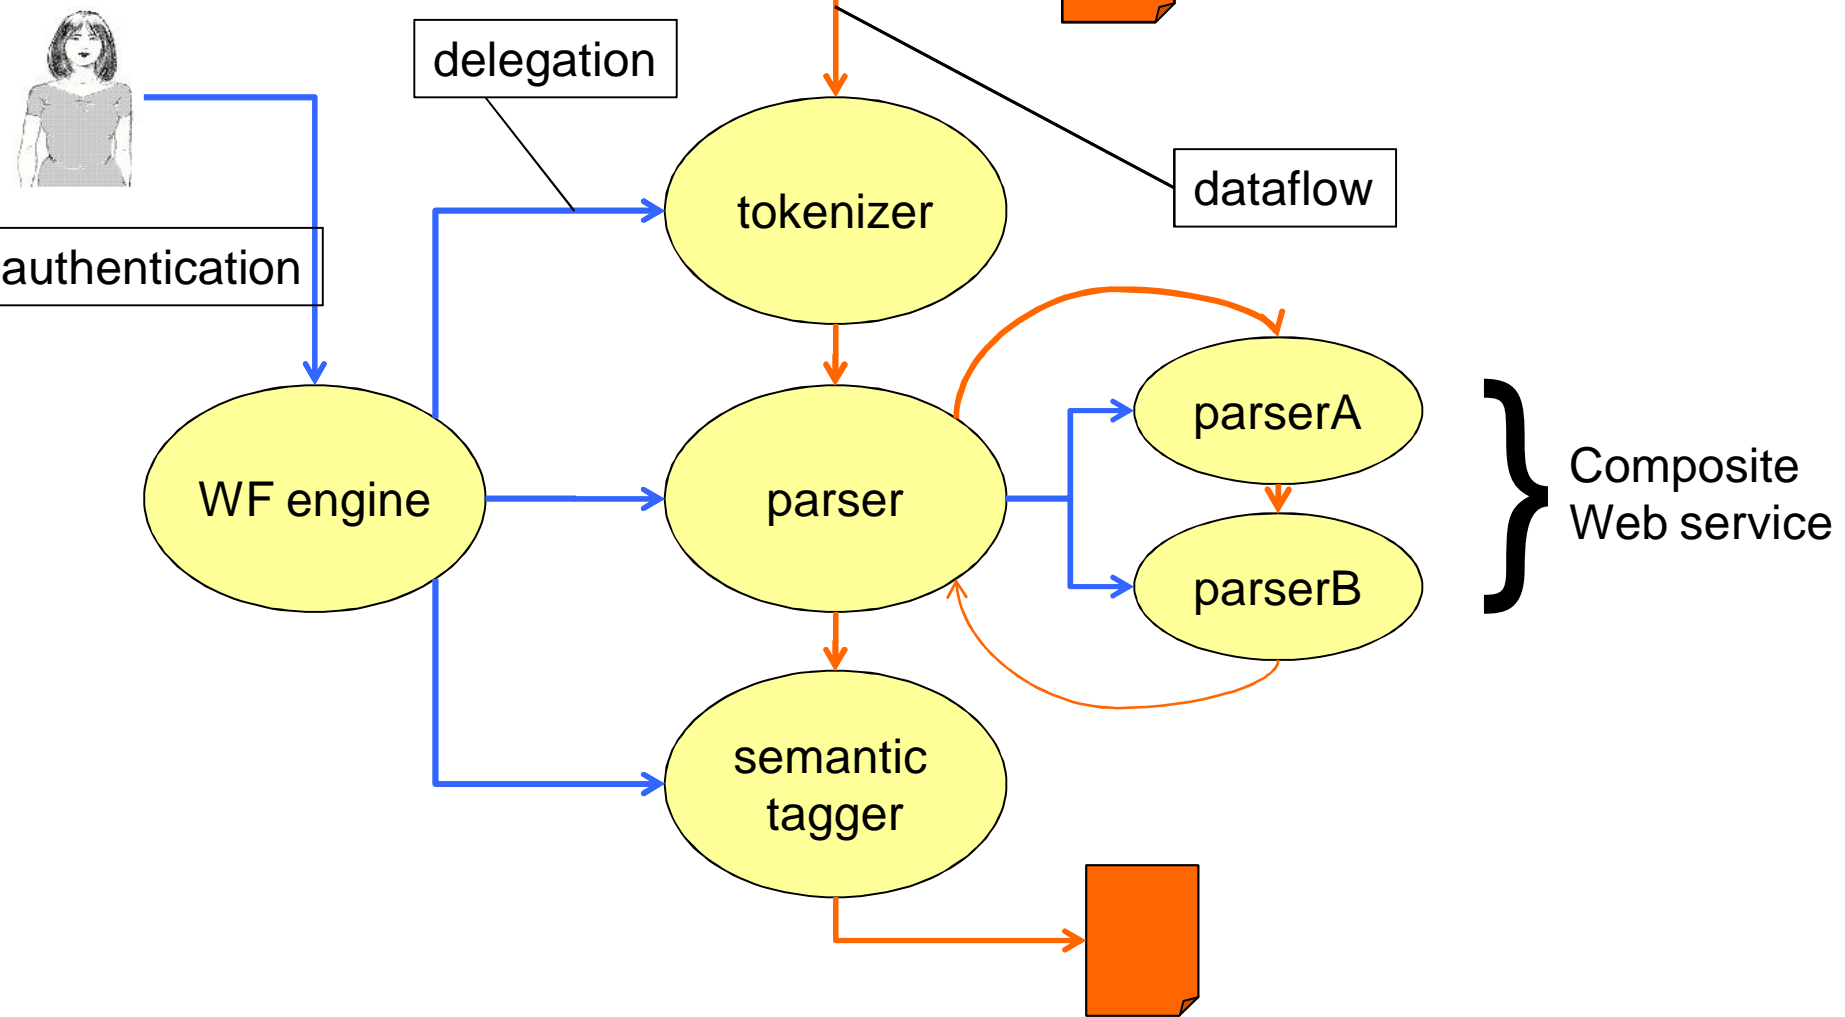 delegation
dataflow
tokenizer
authentication
parserA
WF engine
parser
Composite
Web service
parserB
semantic
tagger